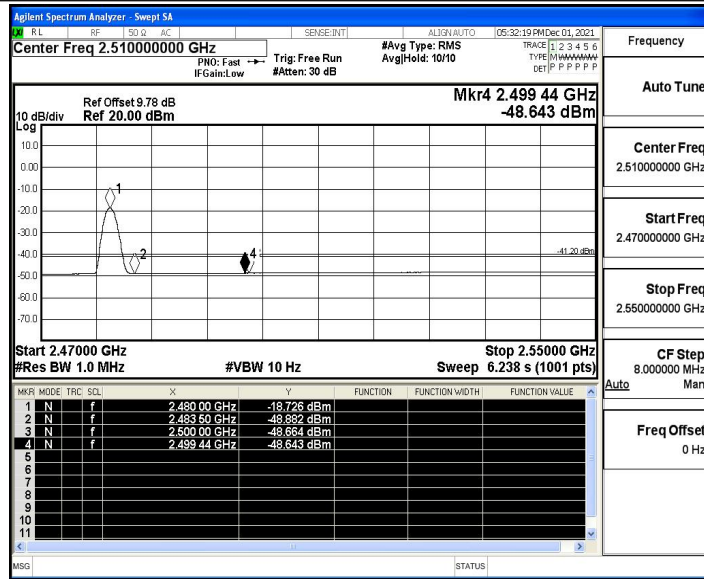 Agilent Spectrum Analyzer - Swept SA
RL RF 50 Ω AC SENSE:INT ALIGN AUTO 05:32:19 PM Dec 01, 2021
Center Freq 2.510000000 GHz
PNO: Fast
IFGain:Low
Trig: Free Run
#Atten: 30 dB
#Avg Type: RMS
Avg|Hold: 10/10
TRACE 1 2 3 4 5 6
TYPE M
DET P P P P P P
Mkr4 2.499 44 GHz
-48.643 dBm
Ref Offset 9.78 dB
10 dB/div Ref 20.00 dBm
Log
10.0
0.00
-10.0
-20.0
-30.0
-40.0
-50.0
-60.0
-70.0
1
2
4
-41.20 dBm
Start 2.47000 GHz Stop 2.55000 GHz
#Res BW 1.0 MHz #VBW 10 Hz Sweep 6.238 s (1001 pts)
MKR MODE TRC SCL X Y FUNCTION FUNCTION WIDTH FUNCTION VALUE
1 N f 2.480 00 GHz -18.726 dBm
2 N f 2.483 50 GHz -48.882 dBm
3 N f 2.500 00 GHz -48.664 dBm
4 N f 2.499 44 GHz -48.643 dBm
5
6
7
8
9
10
11
MSG STATUS
Frequency
Auto Tune
Center Freq
2.510000000 GHz
Start Freq
2.470000000 GHz
Stop Freq
2.550000000 GHz
CF Step
8.000000 MHz
Auto Man
Freq Offset
0 Hz